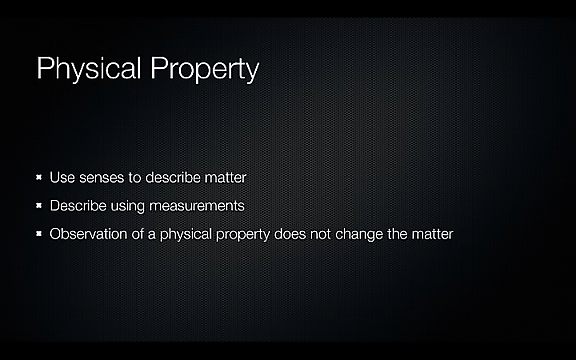 Physical Property
Use senses to describe matter
Describe using measurements
Observation of a physical property does not change the matter